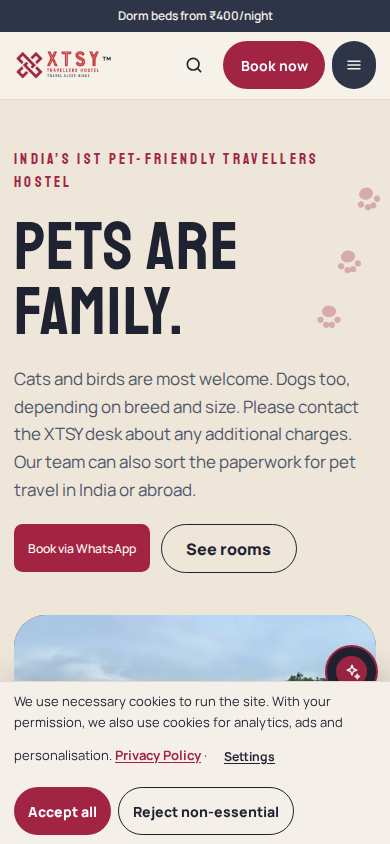 Dorm beds from ₹400/night
XTSY™
TRAVELLERS HOSTEL
Book now
INDIA'S 1ST PET-FRIENDLY TRAVELLERS
HOSTEL
PETS ARE
FAMILY.
Cats and birds are most welcome. Dogs too,
depending on breed and size. Please contact
the XTSY desk about any additional charges.
Our team can also sort the paperwork for pet
travel in India or abroad.
Book via WhatsApp
See rooms
We use necessary cookies to run the site. With your
permission, we also use cookies for analytics, ads and
personalisation. Privacy Policy · Settings
Accept all
Reject non-essential